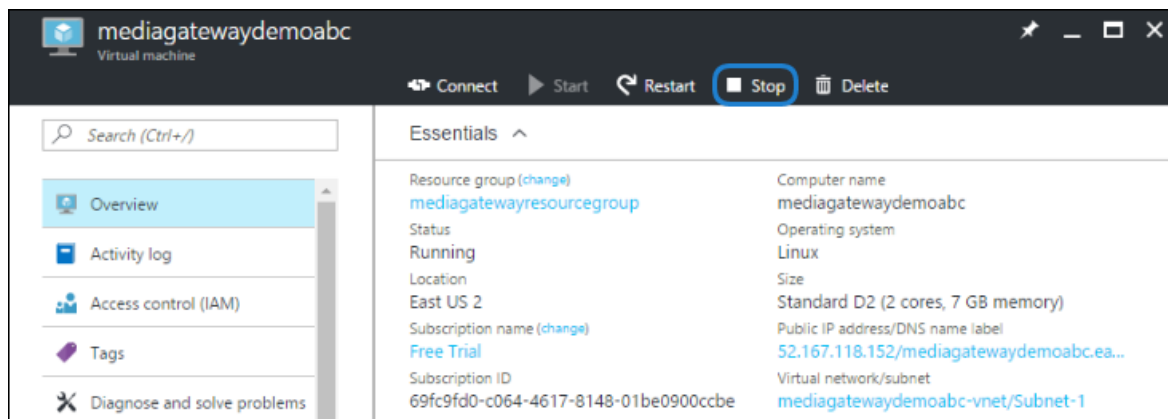 mediagatewaydemoabc
Virtual machine
Connect Start Restart Stop Delete
Search (Ctrl+/)
Overview
Activity log
Access control (IAM)
Tags
Diagnose and solve problems
Essentials
Resource group (change)
mediagatewayresourcegroup
Status
Running
Location
East US 2
Subscription name (change)
Free Trial
Subscription ID
69fc9fd0-c064-4617-8148-01be0900ccbe
Computer name
mediagatewaydemoabc
Operating system
Linux
Size
Standard D2 (2 cores, 7 GB memory)
Public IP address/DNS name label
52.167.118.152/mediagatewaydemoabc.ea...
Virtual network/subnet
mediagatewaydemoabc-vnet/Subnet-1